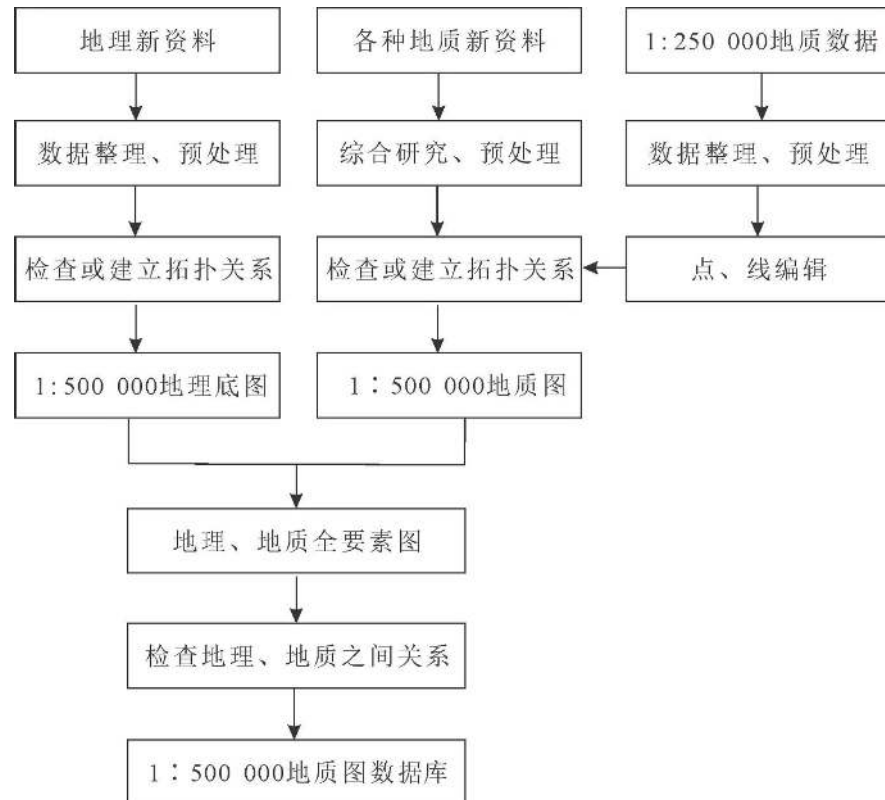 地理新资料
各种地质新资料
1:250 000地质数据
数据整理、预处理
综合研究、预处理
数据整理、预处理
检查或建立拓扑关系
检查或建立拓扑关系
点、线编辑
1:500 000地理底图
1∶500 000地质图
地理、地质全要素图
检查地理、地质之间关系
1∶500 000地质图数据库